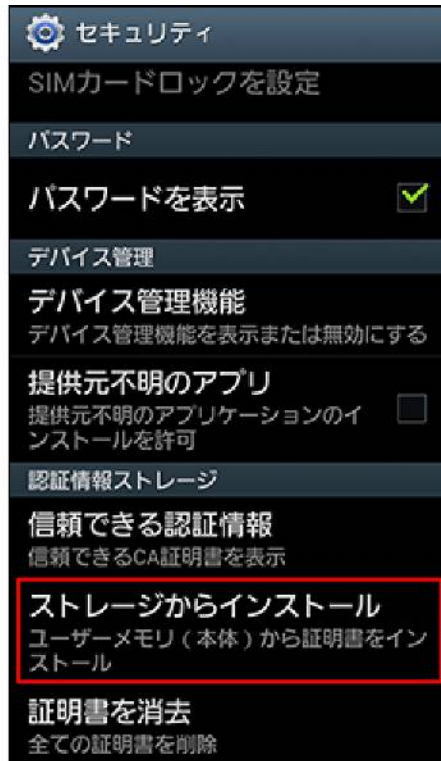 セキュリティ
SIMカードロックを設定
パスワード
パスワードを表示
デバイス管理
デバイス管理機能
デバイス管理機能を表示または無効にする
提供元不明のアプリ
提供元不明のアプリケーションのイ
ンストールを許可
認証情報ストレージ
信頼できる認証情報
信頼できるCA証明書を表示
ストレージからインストール
ユーザーメモリ(本体)から証明書をイン
ストール
証明書を消去
全ての証明書を削除